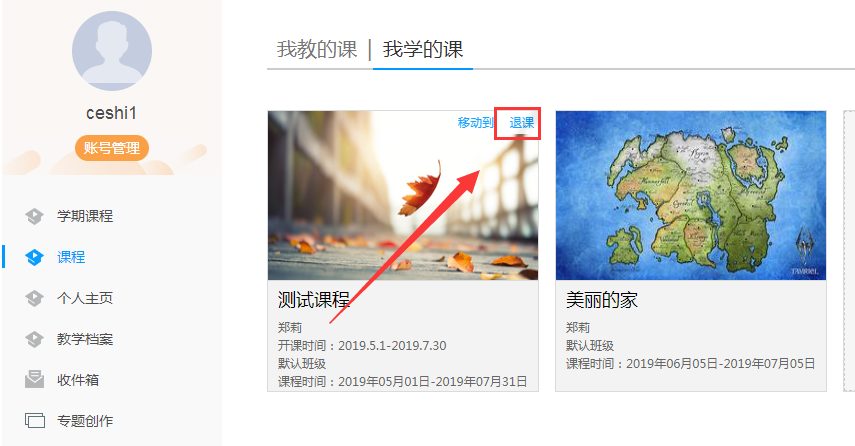 ceshi1
账号管理
学期课程
课程
个人主页
教学档案
收件箱
专题创作
我教的课 | 我学的课
移动到 退课
测试课程
郑莉
开课时间：2019.5.1-2019.7.30
默认班级
课程时间：2019年05月01日-2019年07月31日
Skyrim
Hammerfell
Cyrodiil
TAMRIEL
美丽的家
郑莉
默认班级
课程时间：2019年06月05日-2019年07月05日